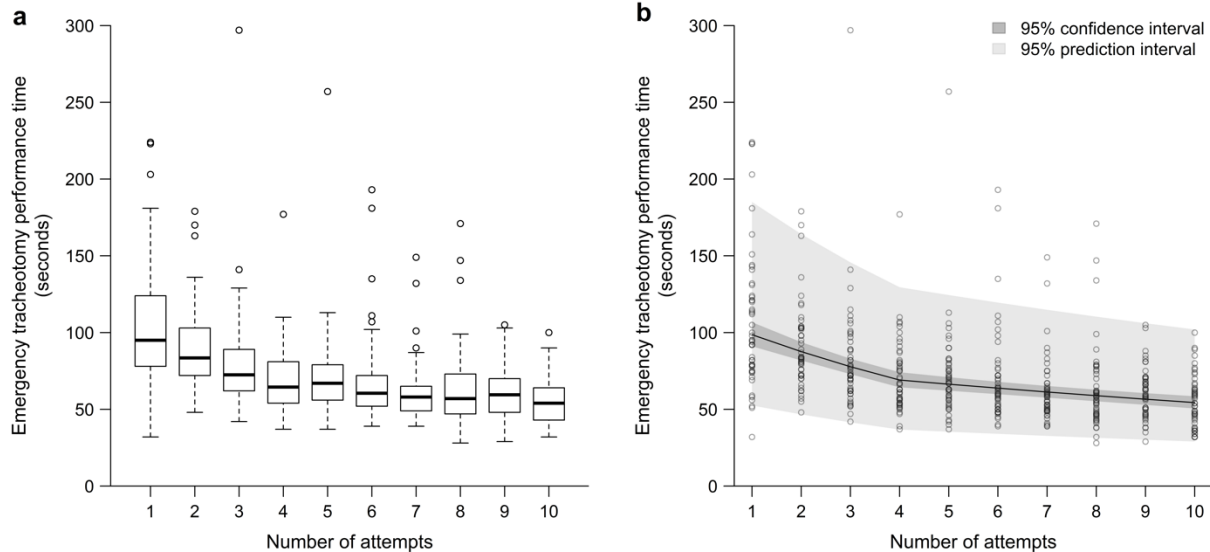 a
300
250
200
150
100
50
0
Emergency tracheotomy performance time
(seconds)
1 2 3 4 5 6 7 8 9 10
Number of attempts
b
95% confidence interval
95% prediction interval
300
250
200
150
100
50
0
Emergency tracheotomy performance time
(seconds)
1 2 3 4 5 6 7 8 9 10
Number of attempts